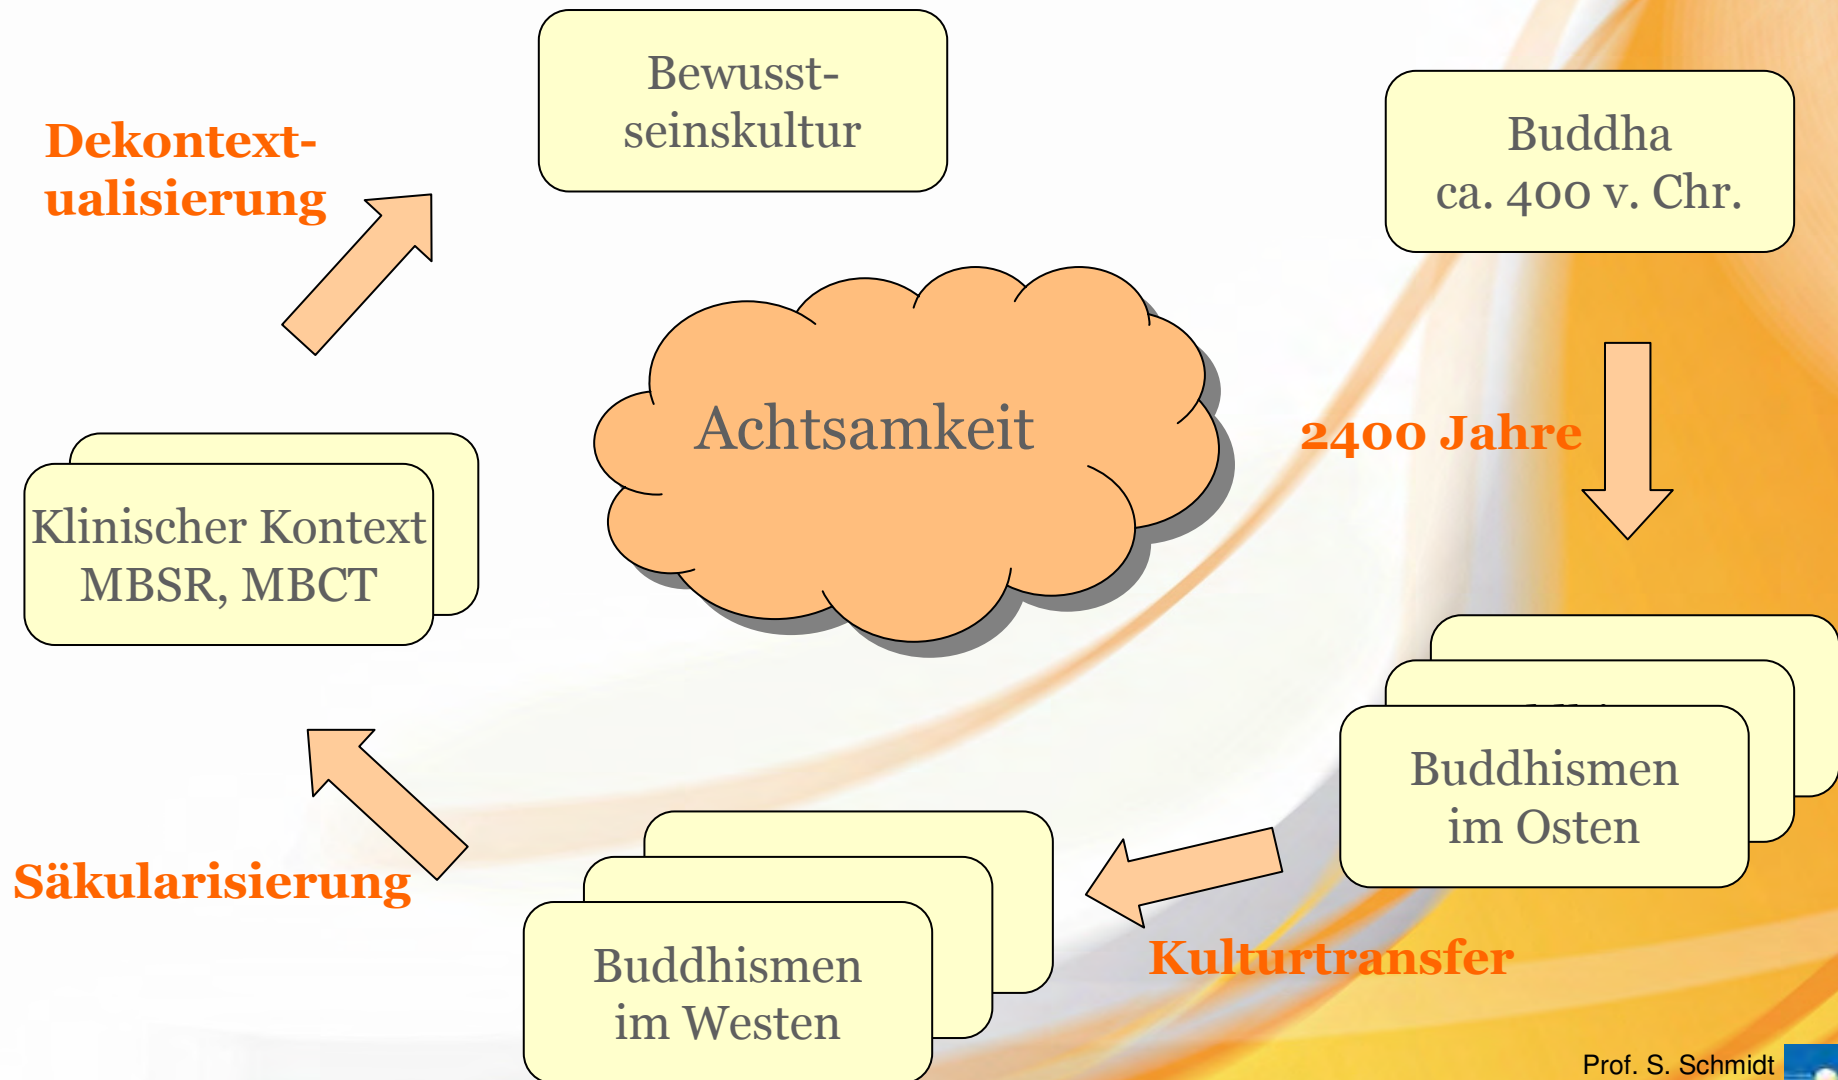 Bewusst-
seinskultur
Buddha
ca. 400 v. Chr.
Dekontext-
ualisierung
Achtsamkeit
2400 Jahre
Klinischer Kontext
MBSR, MBCT
Buddhismen
im Osten
Säkularisierung
Kulturtransfer
Buddhismen
im Westen
Prof. S. Schmidt